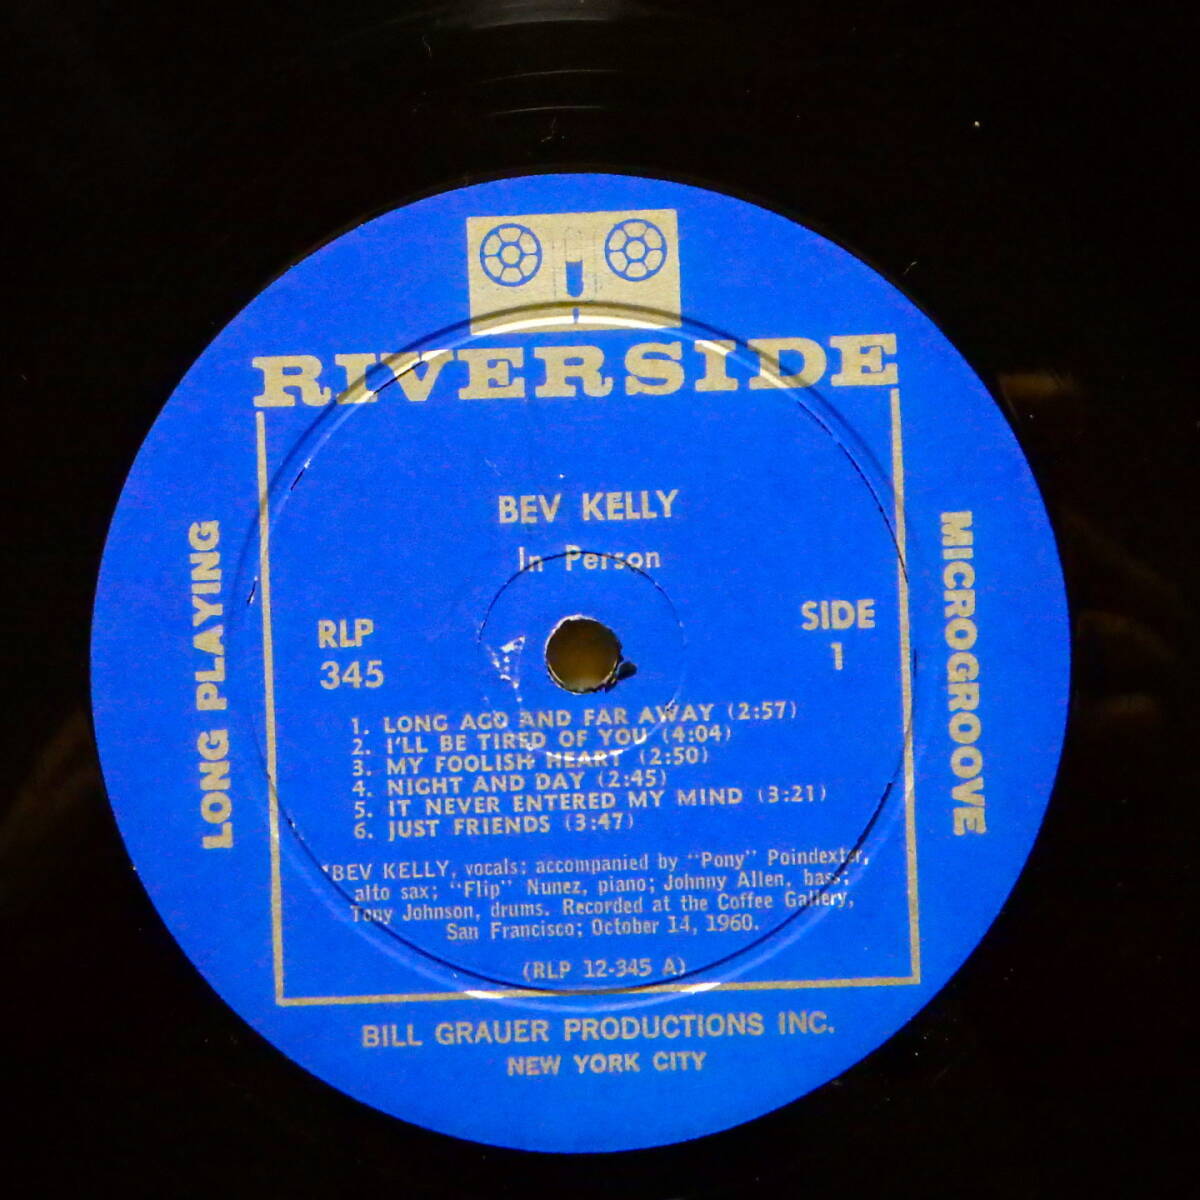 RIVERSIDE
BEV KELLY
In Person
LONG PLAYING
MICROGROOVE
RLP
345
SIDE
1
1. LONG AGO AND FAR AWAY (2:57)
2. I'LL BE TIRED OF YOU (4:04)
3. MY FOOLISH HEART (2:50)
4. NIGHT AND DAY (2:45)
5. IT NEVER ENTERED MY MIND (3:21)
6. JUST FRIENDS (3:47)
BEV KELLY, vocals: accompanied by "Pony" Poindexter,
alto sax; "Flip" Nunez, piano; Johnny Allen, bass;
Tony Johnson, drums. Recorded at the Coffee Gallery,
San Francisco; October 14, 1960.
(RLP 12-345 A)
BILL GRAUER PRODUCTIONS INC.
NEW YORK CITY